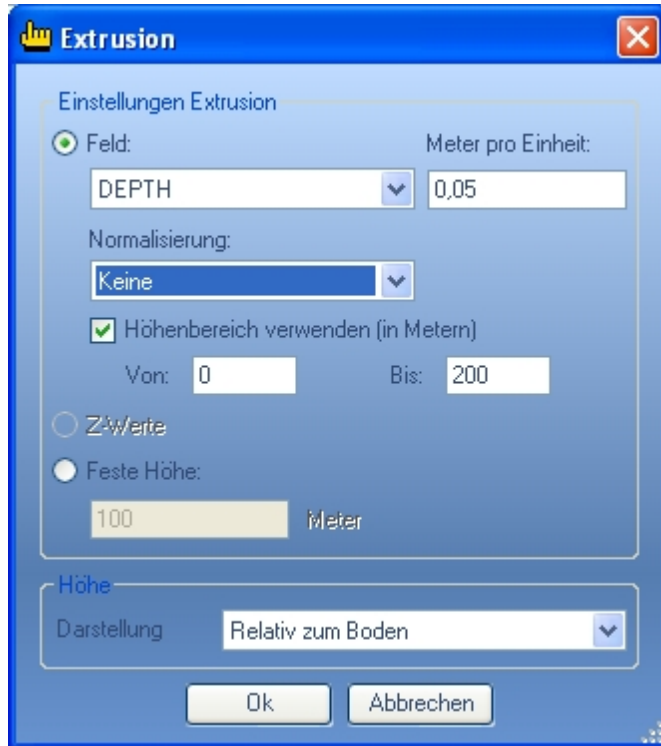 Extrusion
Einstellungen Extrusion
Feld: Meter pro Einheit:
DEPTH 0,05
Normalisierung:
Keine
Höhenbereich verwenden (in Metern)
Von: 0 Bis: 200
Z-Werte
Feste Höhe:
100 Meter
Höhe
Darstellung Relativ zum Boden
Ok Abbrechen